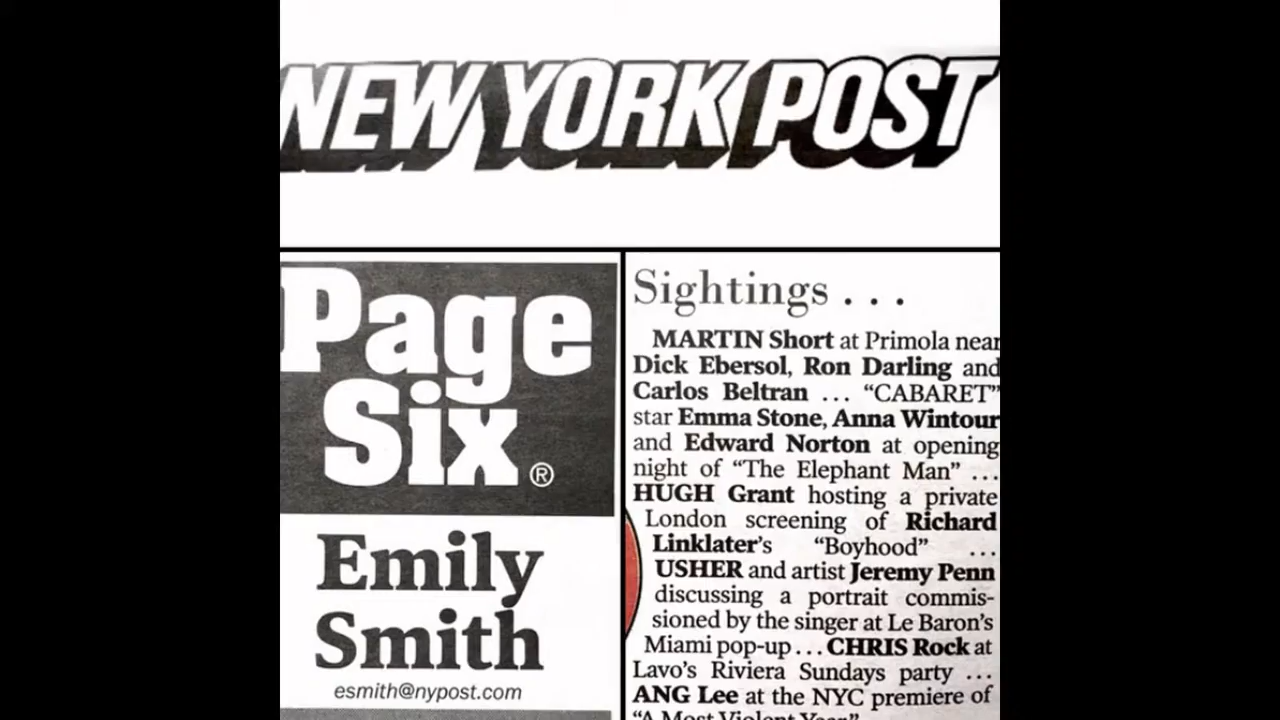 NEW YORK POST
Page
Six®
Emily
Smith
esmith@nypost.com
Sightings . . .
MARTIN Short at Primola near
Dick Ebersol, Ron Darling and
Carlos Beltran ... “CABARET”
star Emma Stone, Anna Wintour
and Edward Norton at opening
night of “The Elephant Man” ...
HUGH Grant hosting a private
London screening of Richard
Linklater’s “Boyhood” ...
USHER and artist Jeremy Penn
discussing a portrait commis-
sioned by the singer at Le Baron’s
Miami pop-up ... CHRIS Rock at
Lavo’s Riviera Sundays party ...
ANG Lee at the NYC premiere of
“A Most Violent Year”